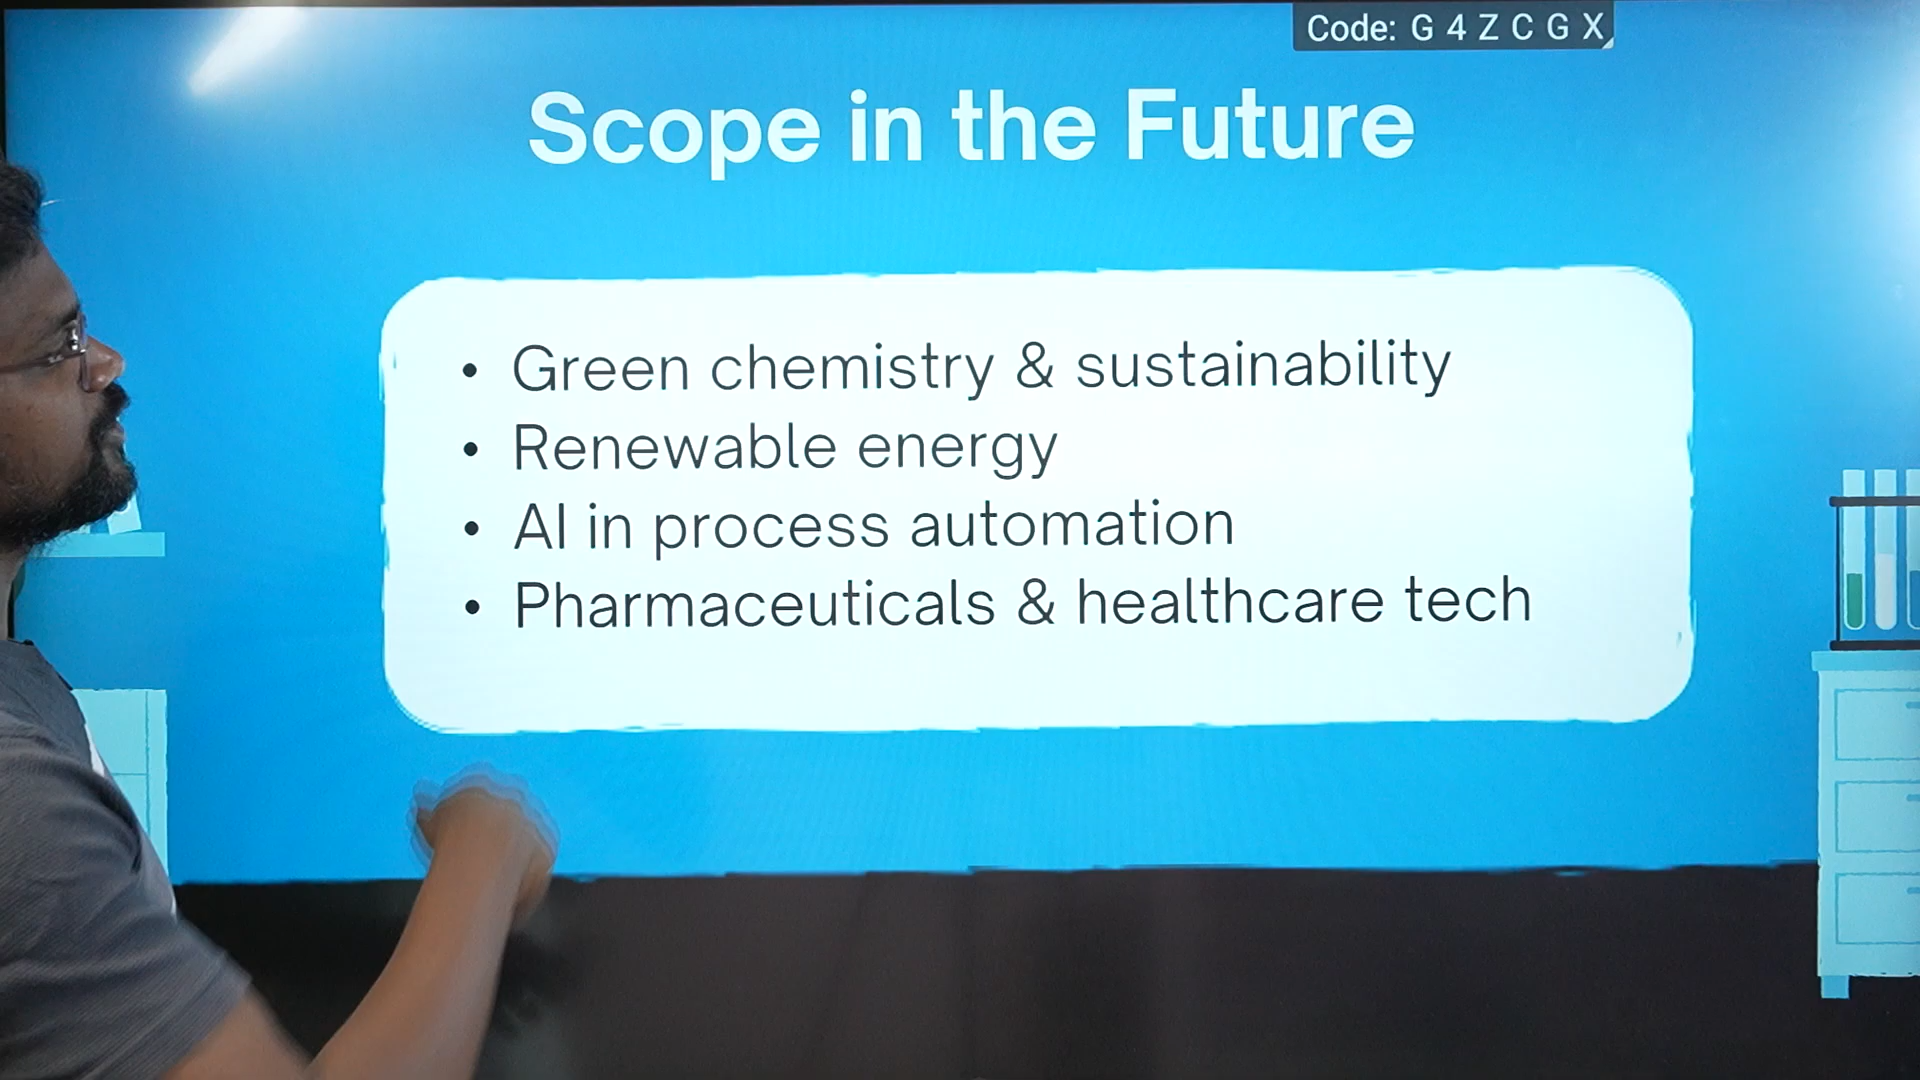 Code: G 4 Z C G X
Scope in the Future
• Green chemistry & sustainability
• Renewable energy
• AI in process automation
• Pharmaceuticals & healthcare tech